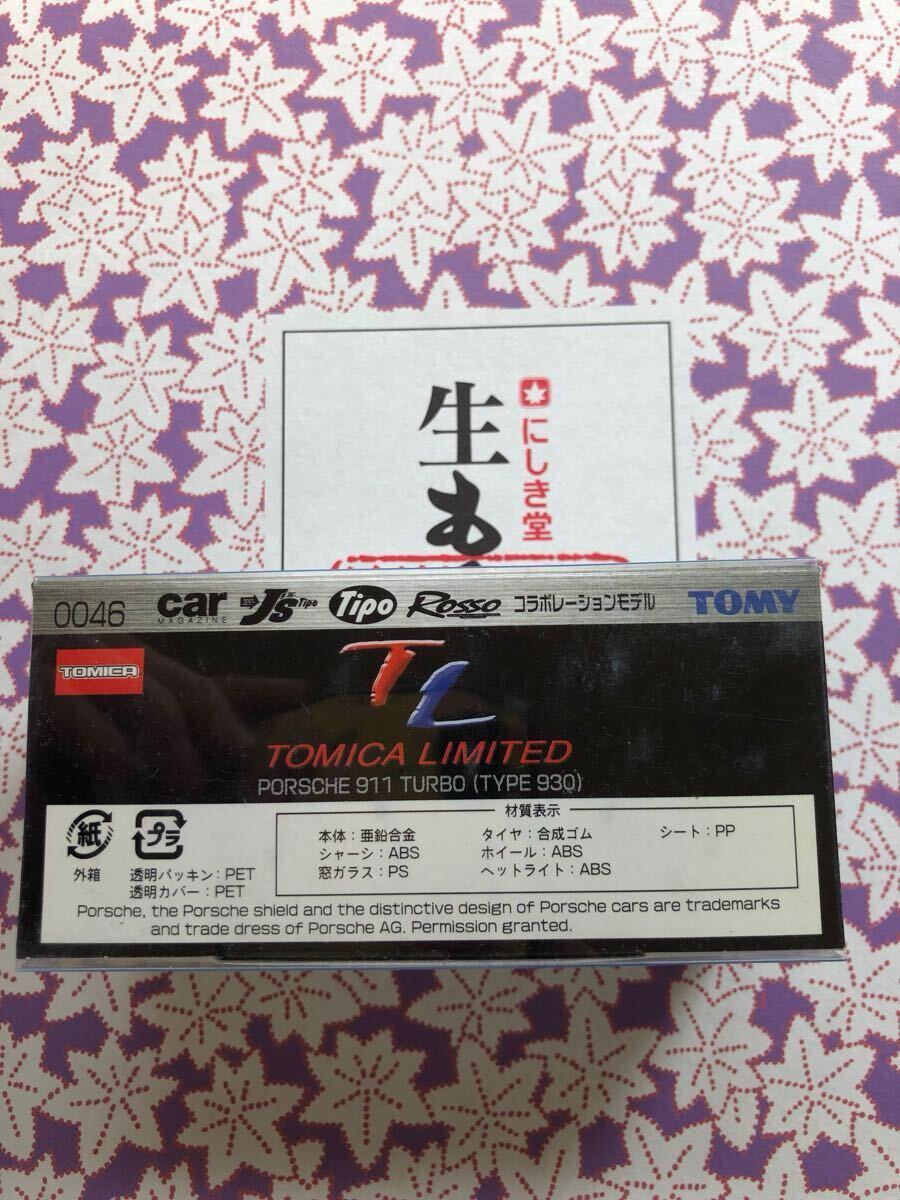 にしき堂
生も
0046 car MAGAZINE J's Tipo Tipo Rosso コラボレーションモデル TOMY
TOMICA
TL
TOMICA LIMITED
PORSCHE 911 TURBO (TYPE 930)
材質表示
紙 プラ
本体:亜鉛合金 タイヤ:合成ゴム シート:PP
シャーシ:ABS ホイール:ABS
窓ガラス:PS ヘットライト:ABS
外箱 透明パッキン:PET
透明カバー:PET
Porsche, the Porsche shield and the distinctive design of Porsche cars are trademarks
and trade dress of Porsche AG. Permission granted.